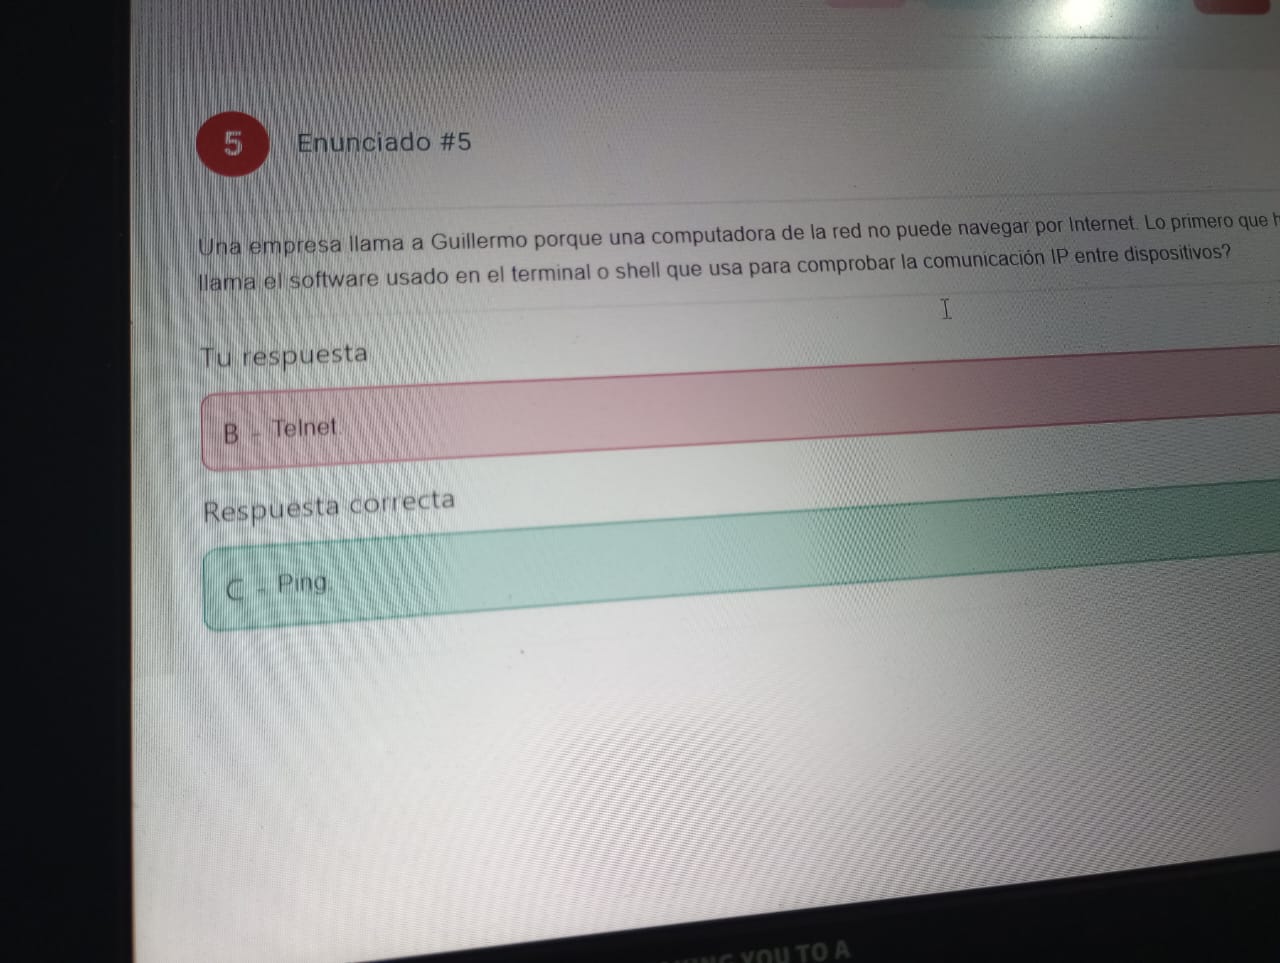 5
Enunciado #5
Una empresa llama a Guillermo porque una computadora de la red no puede navegar por Internet. Lo primero que
llama el software usado en el terminal o shell que usa para comprobar la comunicación IP entre dispositivos?
Tu respuesta
B - Telnet.
Respuesta correcta
C - Ping.
YOU TO A